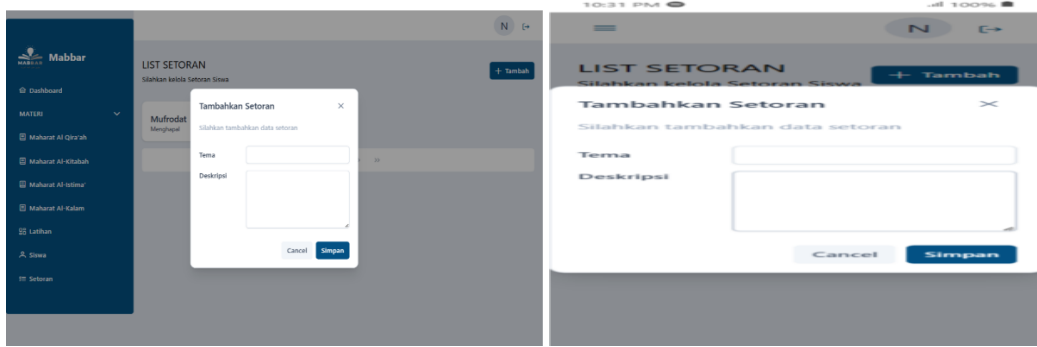 N
MABBAR
Mabbar
LIST SETORAN
Silahkan kelola Setoran Siswa
+ Tambah
Dashboard
MATERI
Maharat Al Qira'ah
Maharat Al-Kitabah
Maharat Al-Istima'
Maharat Al-Kalam
Latihan
Siswa
Setoran
Mufrodat
Menghapal
Tambahkan Setoran
Silahkan tambahkan data setoran
Tema
Deskripsi
Cancel
Simpan
10:31 PM
100%
N
LIST SETORAN
Silahkan kelola Setoran Siswa
+ Tambah
Tambahkan Setoran
Silahkan tambahkan data setoran
Tema
Deskripsi
Cancel
Simpan